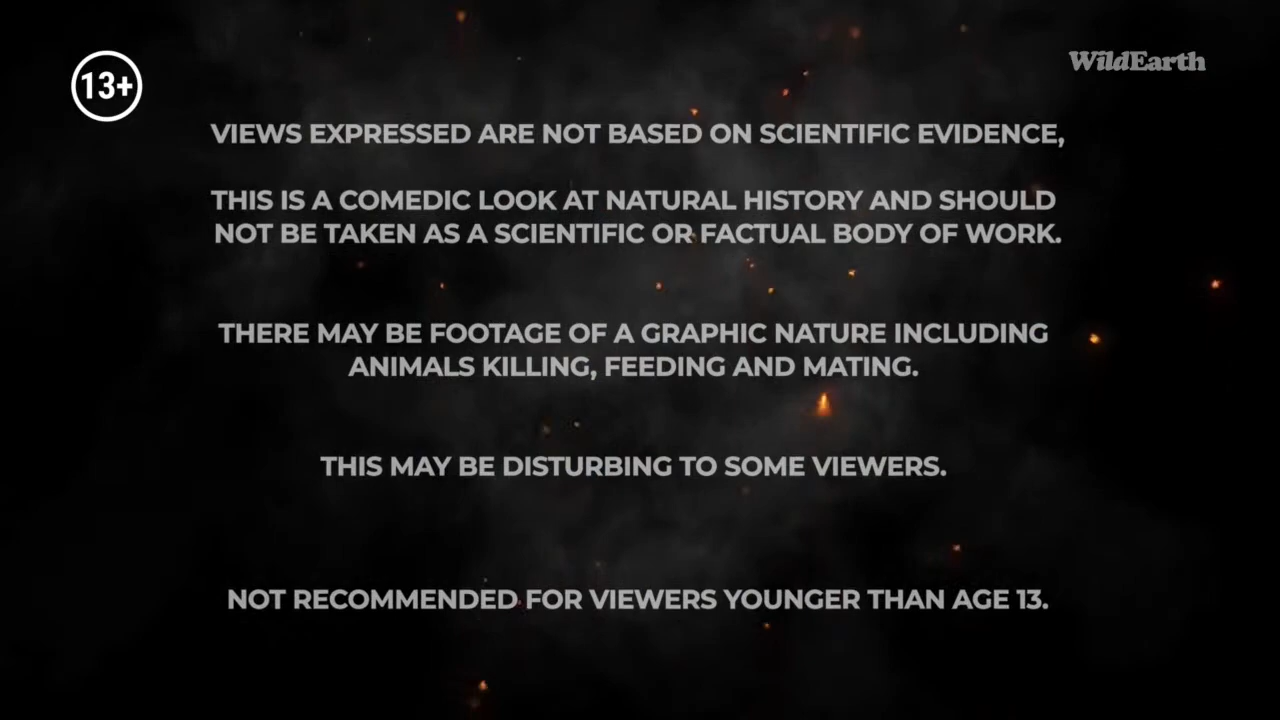 13+
WildEarth
VIEWS EXPRESSED ARE NOT BASED ON SCIENTIFIC EVIDENCE,
THIS IS A COMEDIC LOOK AT NATURAL HISTORY AND SHOULD
NOT BE TAKEN AS A SCIENTIFIC OR FACTUAL BODY OF WORK.
THERE MAY BE FOOTAGE OF A GRAPHIC NATURE INCLUDING
ANIMALS KILLING, FEEDING AND MATING.
THIS MAY BE DISTURBING TO SOME VIEWERS.
NOT RECOMMENDED FOR VIEWERS YOUNGER THAN AGE 13.